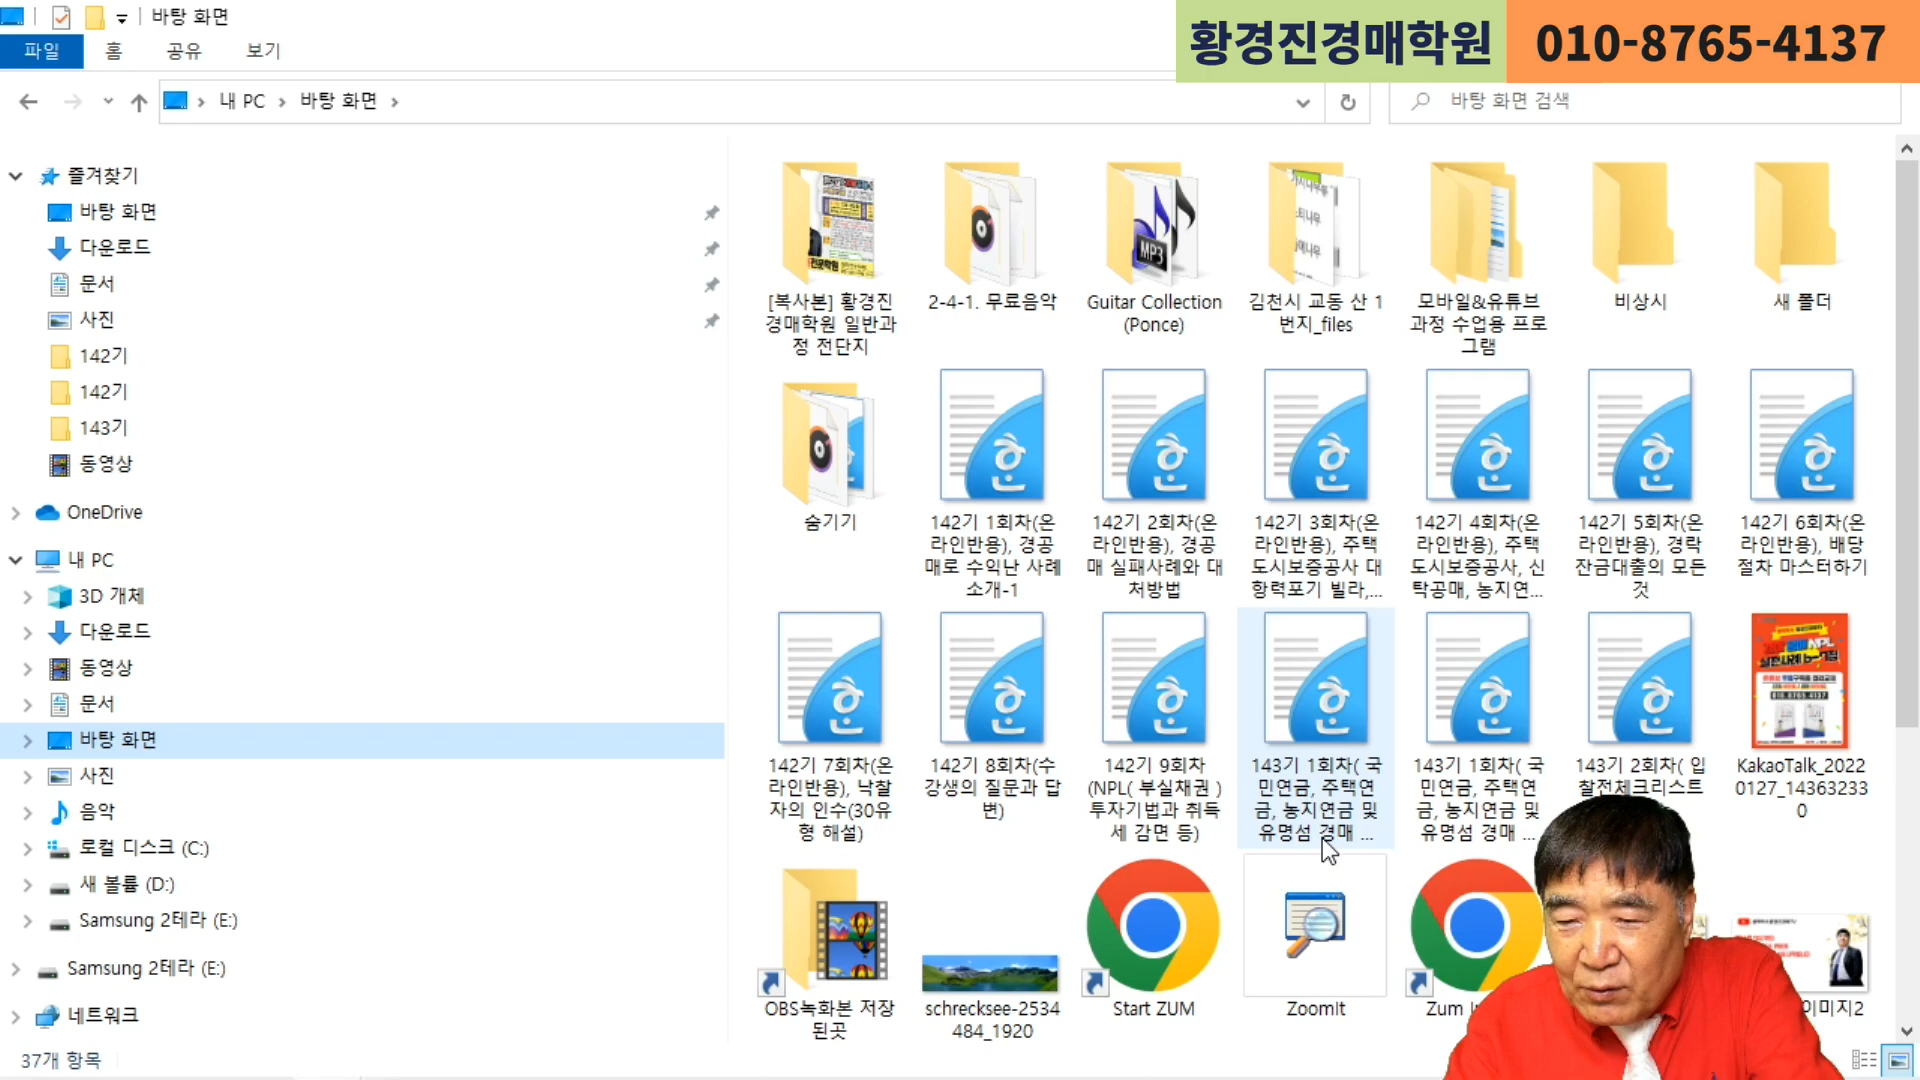 바탕 화면
황경진경매학원 010-8765-4137
파일 홈 공유 보기
내 PC 바탕 화면
바탕 화면 검색
즐겨찾기
바탕 화면
다운로드
문서
사진
142기
142기
143기
동영상
OneDrive
내 PC
3D 개체
다운로드
동영상
문서
바탕 화면
사진
음악
로컬 디스크 (C:)
새 볼륨 (D:)
Samsung 2테라 (E:)
Samsung 2테라 (E:)
네트워크
37개 항목
[복사본] 황경진
경매학원 일반과
정 전단지
2-4-1. 무료음악
MP3
Guitar Collection
(Ponce)
김천시 교동 산 1
번지_files
모바일&유튜브
과정 수업용 프로
그램
비상시
새 폴더
숨기기
142기 1회차(온
라인반용), 경공
매로 수익난 사례
소개-1
142기 2회차(온
라인반용), 경공
매 실패사례와 대
처방법
142기 3회차(온
라인반용), 주택
도시보증공사 대
항력포기 빌라,...
142기 4회차(온
라인반용), 주택
도시보증공사, 신
탁공매, 농지연...
142기 5회차(온
라인반용), 경락
잔금대출의 모든
것
142기 6회차(온
라인반용), 배당
절차 마스터하기
142기 7회차(온
라인반용), 낙찰
자의 인수(30유
형 해설)
142기 8회차(수
강생의 질문과 답
변)
142기 9회차
(NPL( 부실채권 )
투자기법과 취득
세 감면 등)
143기 1회차( 국
민연금, 주택연
금, 농지연금 및
유명섬 경매 ...
143기 1회차( 국
민연금, 주택연
금, 농지연금 및
유명섬 경매 ...
143기 2회차( 입
찰전체크리스트
KakaoTalk_2022
0127_14363233
0
OBS녹화본 저장
된곳
schrecksee-2534
484_1920
Start ZUM
ZoomIt
Zum
이미지2